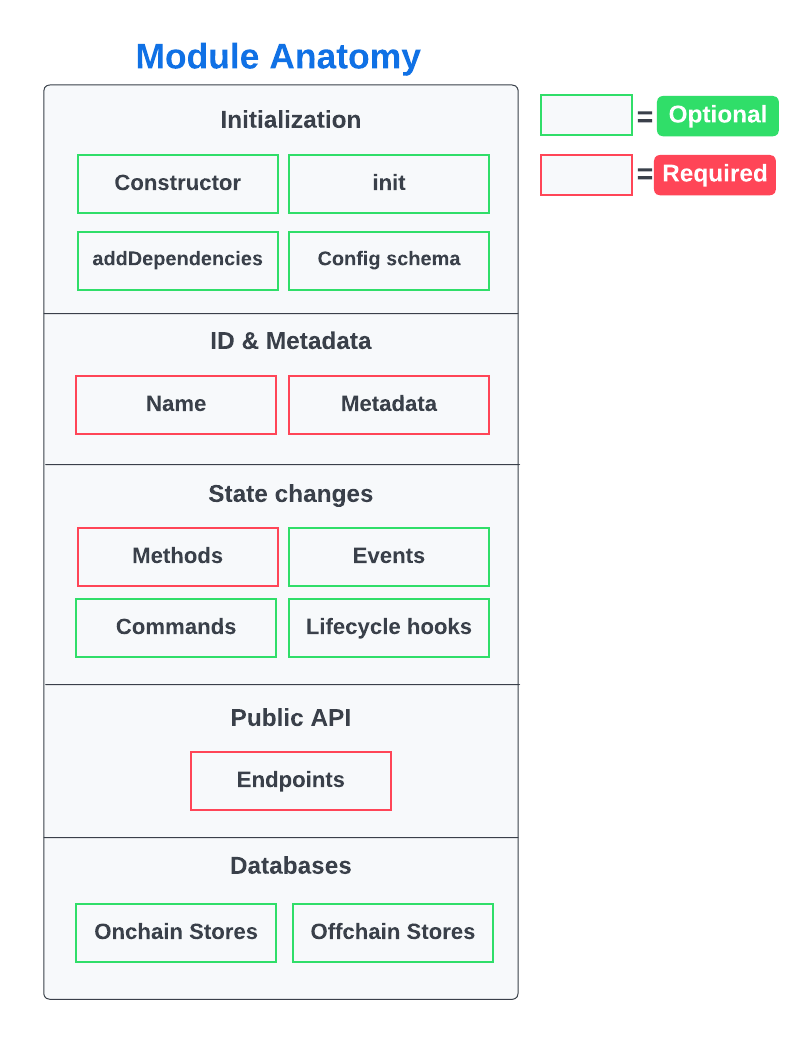 Module Anatomy
Initialization
Constructor
init
addDependencies
Config schema
ID & Metadata
Name
Metadata
State changes
Methods
Events
Commands
Lifecycle hooks
Public API
Endpoints
Databases
Onchain Stores
Offchain Stores
= Optional
= Required